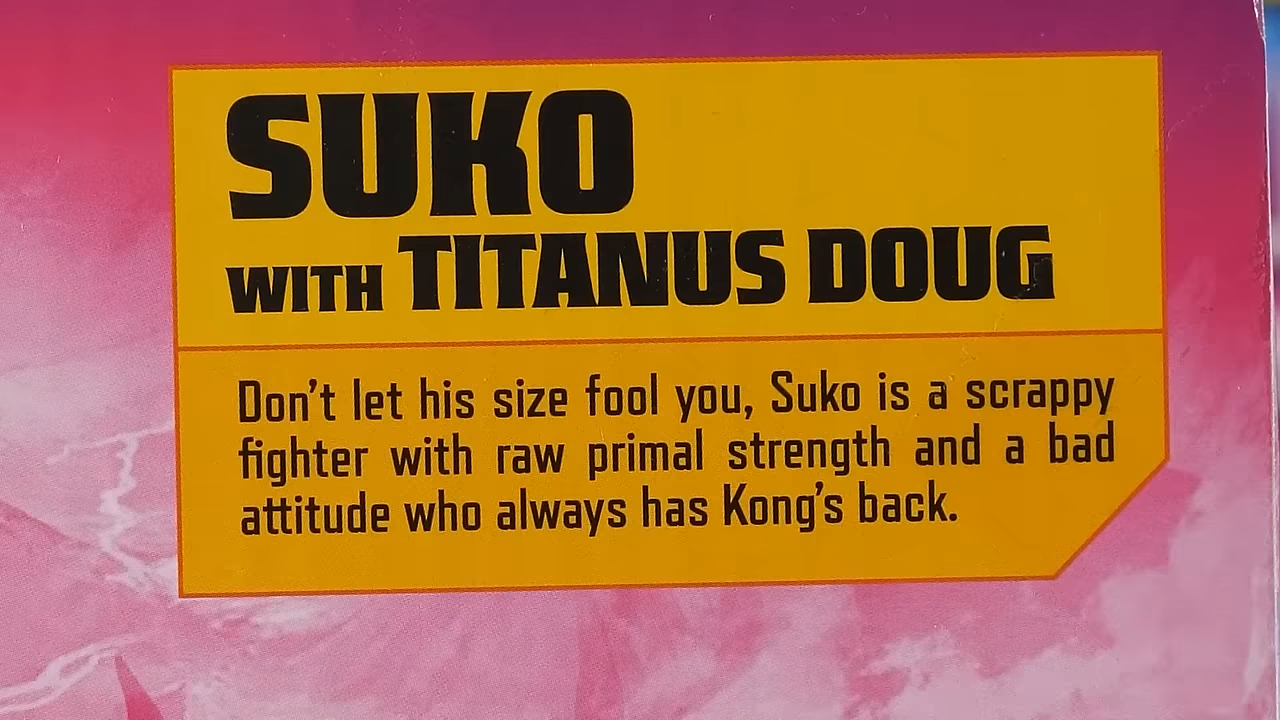 SUKO
WITH TITANUS DOUG
Don't let his size fool you, Suko is a scrappy
fighter with raw primal strength and a bad
attitude who always has Kong's back.